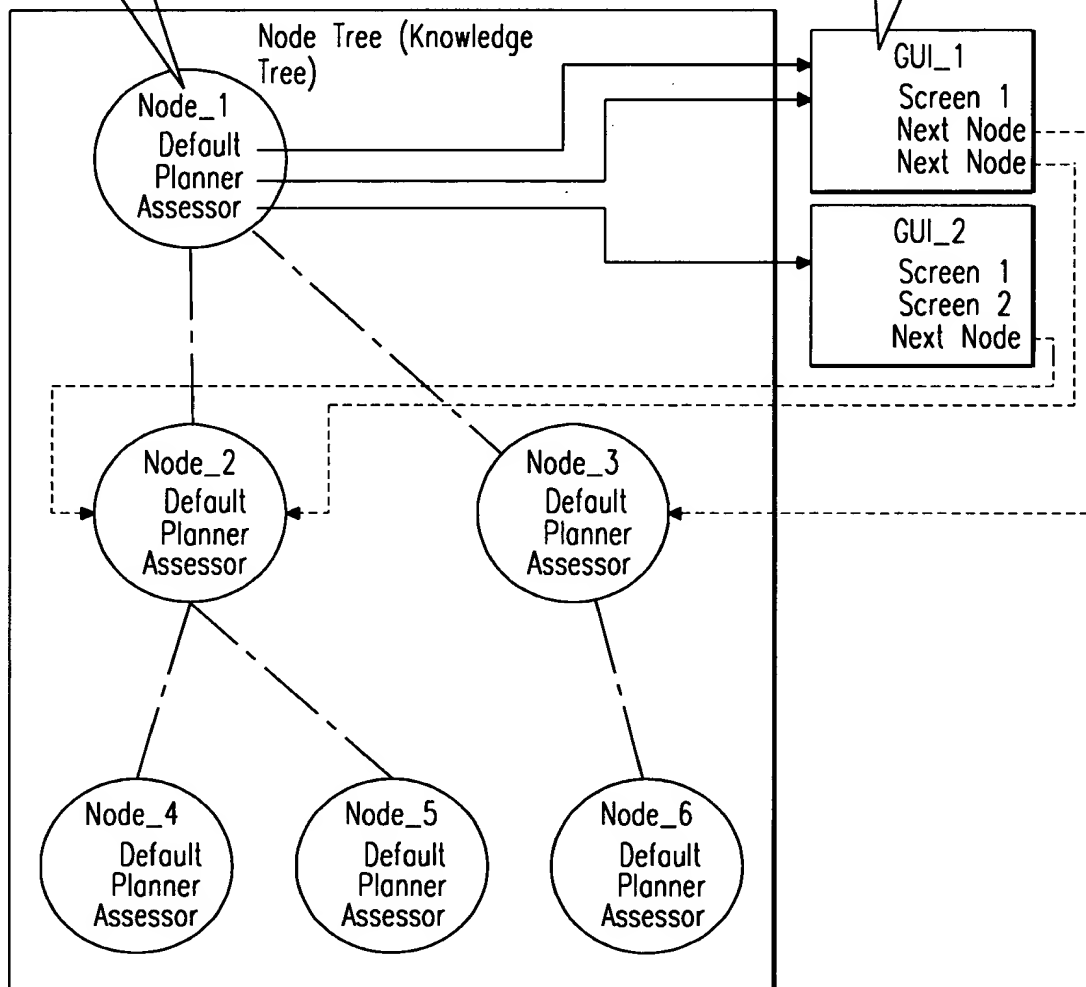 Node Tree (Knowledge
Tree)
Node_1
Default
Planner
Assessor
GUI_1
Screen 1
Next Node
Next Node
GUI_2
Screen 1
Screen 2
Next Node
Node_2
Default
Planner
Assessor
Node_3
Default
Planner
Assessor
Node_4
Default
Planner
Assessor
Node_5
Default
Planner
Assessor
Node_6
Default
Planner
Assessor